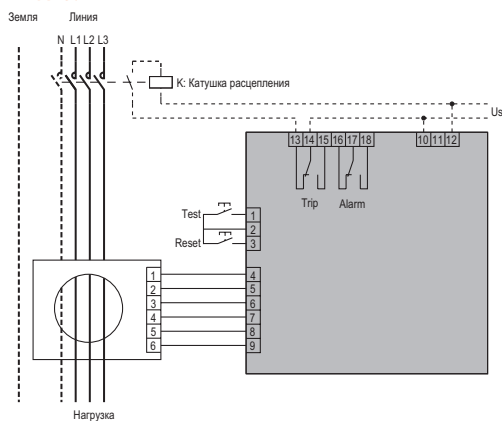 Земля Линия
N L1 L2 L3
K: Катушка расцепления
Us
13 14 15 16 17 18 10 11 12
Trip Alarm
Test 1
2
Reset 3
1 4
2 5
3 6
4 7
5 8
6 9
Нагрузка